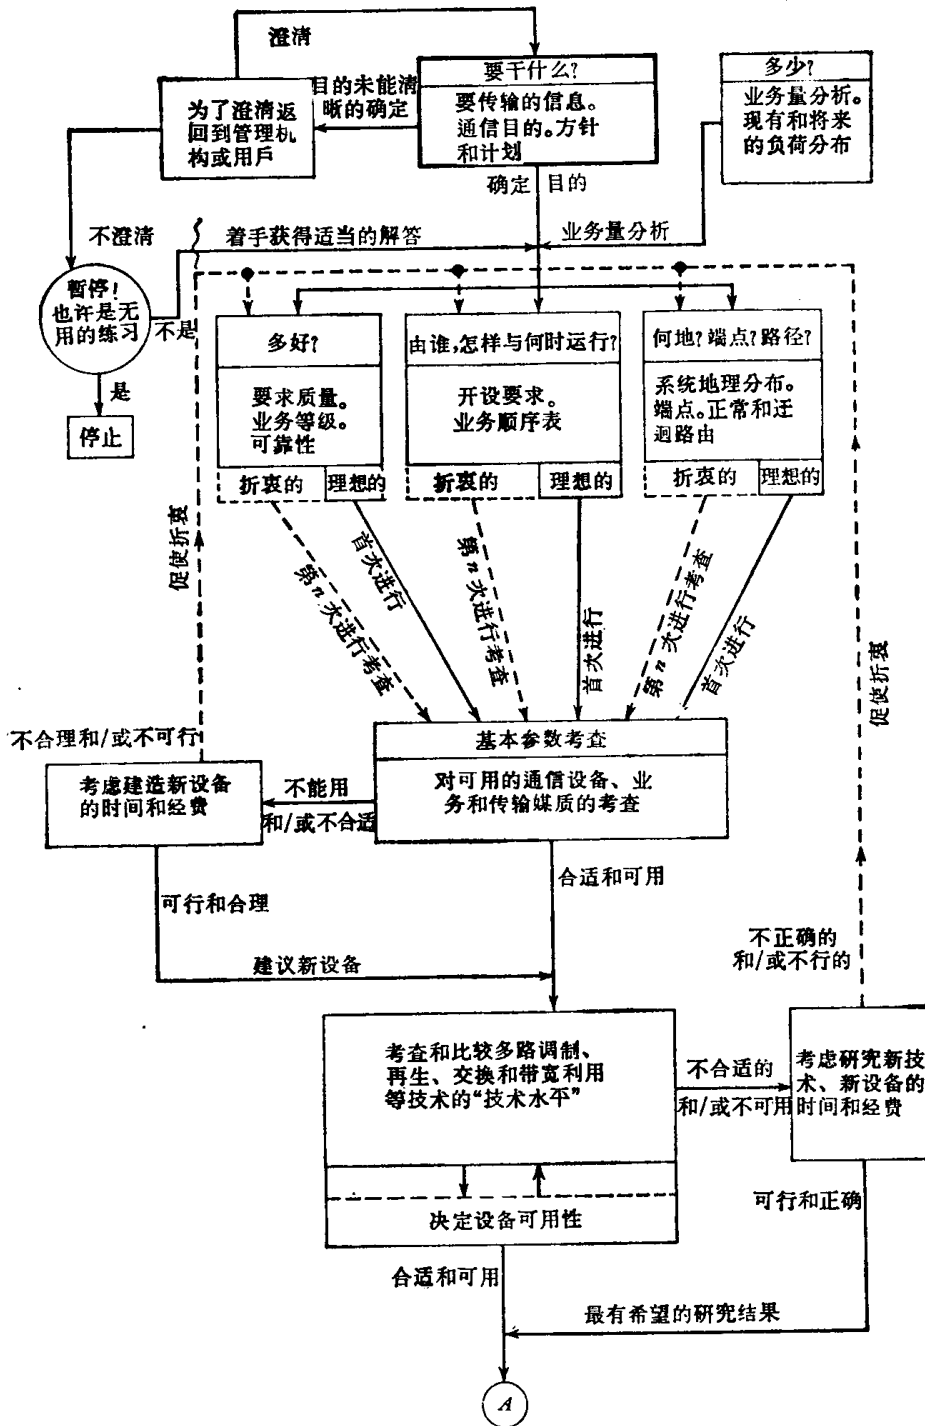 澄清
要干什么?
要传输的信息。
通信目的。方针
和计划
多少?
业务量分析。
现有和将来
的负荷分布
目的未能清
晰的确定
为了澄清返
回到管理机
构或用戶
确定 目的
不澄清
着手获得适当的解答
业务量分析
暂停!
也许是无
用的练习
不是
是
停止
多好?
要求质量。
业务等级。
可靠性
折衷的 理想的
由谁,怎样与何时运行?
开设要求。
业务顺序表
折衷的 理想的
何地?端点?路径?
系统地理分布。
端点。正常和迂
迴路由
折衷的 理想的
促使折衷
第n次进行考查
首次进行
第n次进行考查
首次进行
第n次进行考查
首次进行
促使折衷
不合理和/或不可行
基本参数考查
对可用的通信设备、业
务和传输媒质的考查
不能用
和/或不合适
考虑建造新设备
的时间和经费
可行和合理
合适和可用
建议新设备
不正确的
和/或不行的
考查和比较多路调制、
再生、交换和带宽利用
等技术的“技术水平”
不合适的
和/或不可用
考虑研究新技
术、新设备的
时间和经费
决定设备可用性
可行和正确
合适和可用
最有希望的研究结果
A